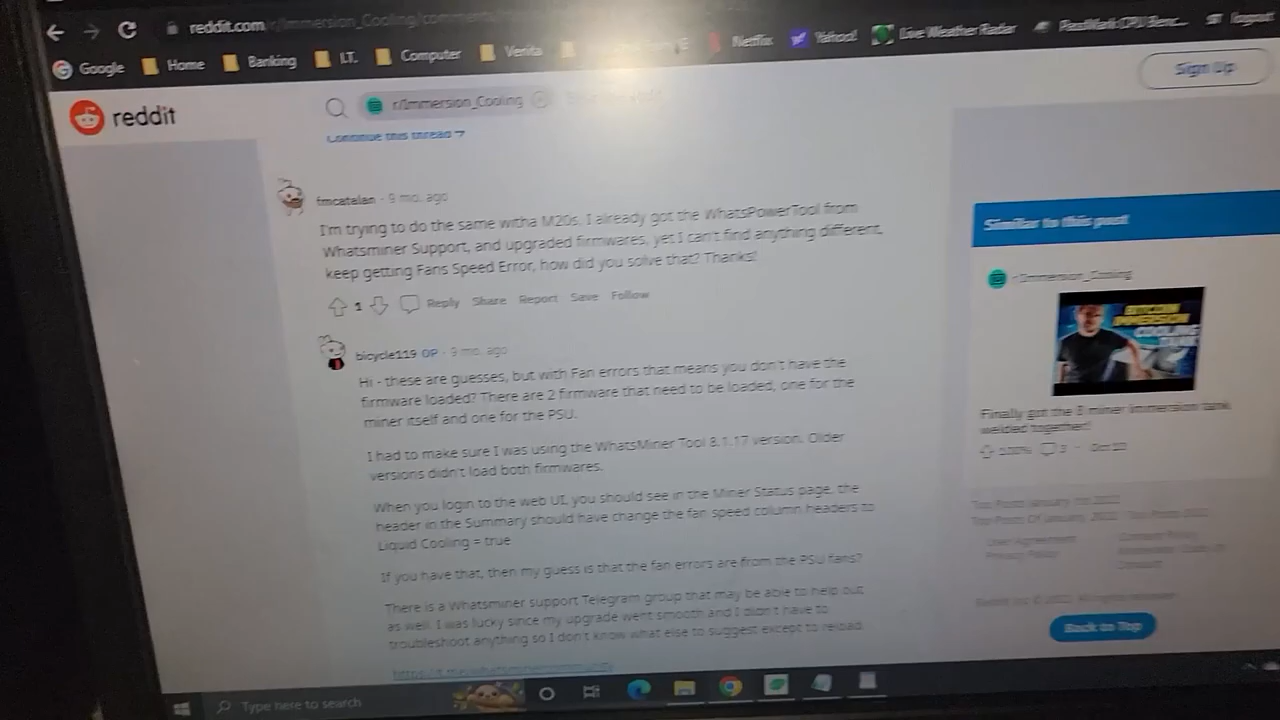 reddit.com/r/Immersion_Cooling/comments
Netflix Yahoo! Live Weather Radar PassMark CPU Benc... logout
Google Home Banking I.T. Computer Verita
Sign Up
reddit r/Immersion_Cooling
Continue this thread
fmcatalan · 9 mo. ago
I'm trying to do the same witha M20s. I already got the WhatsPowerTool from
Whatsminer Support, and upgraded firmwares, yet I can't find anything different,
keep getting Fans Speed Error, how did you solve that? Thanks!
1 Reply Share Report Save Follow
bicycle119 OP · 9 mo. ago
Hi - these are guesses, but with Fan errors that means you don't have the
firmware loaded? There are 2 firmware that need to be loaded, one for the
miner itself and one for the PSU.
I had to make sure I was using the WhatsMiner Tool 8.1.17 version. Older
versions didn't load both firmwares.
When you login to the web UI, you should see in the Miner Status page, the
header in the Summary should have change the fan speed column headers to
Liquid Cooling = true
If you have that, then my guess is that the fan errors are from the PSU fans?
There is a Whatsminer support Telegram group that may be able to help out
as well. I was lucky since my upgrade went smooth and I didn't have to
troubleshoot anything so I don't know what else to suggest except to reload.
Similar to this post
r/Immersion_Cooling
BITCOIN
IMMERSION
COOLING
TANK
Finally got the 8 miner immersion tank
welded together!
100% 3
User Agreement
Privacy Policy
Content Policy
Back to Top
Type here to search